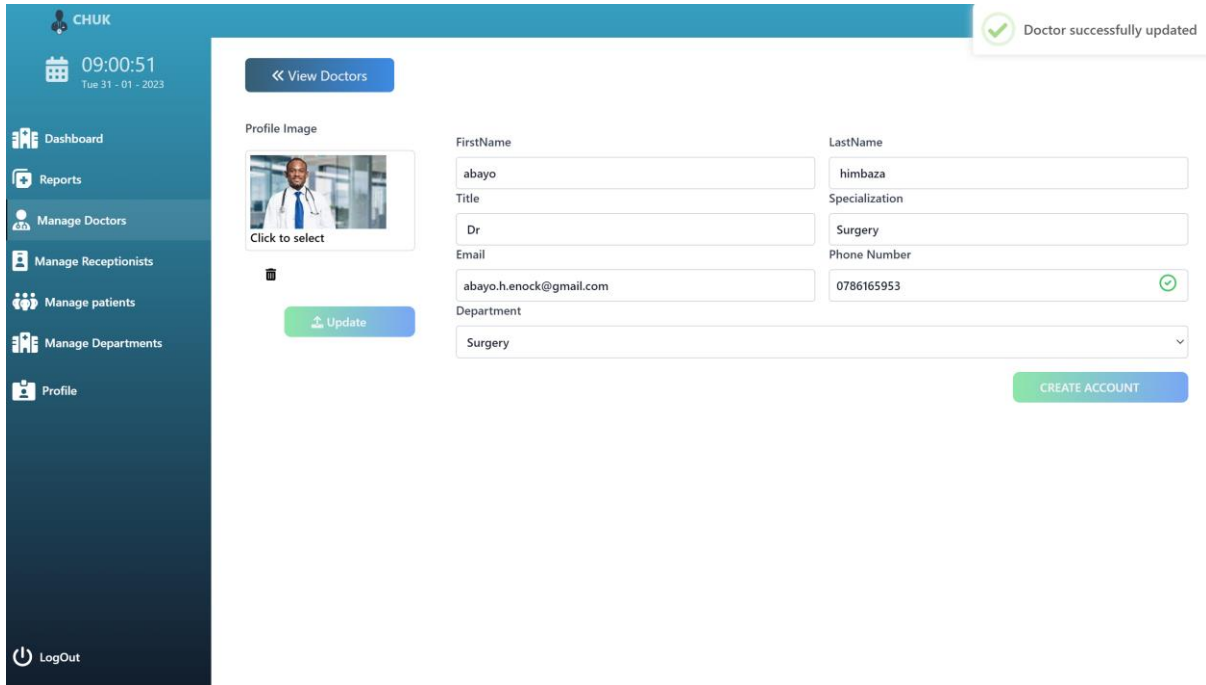 CHUK
Doctor successfully updated
09:00:51
Tue 31 - 01 - 2023
View Doctors
Dashboard
Reports
Manage Doctors
Manage Receptionists
Manage patients
Manage Departments
Profile
LogOut
Profile Image
Click to select
Update
FirstName
abayo
LastName
himbaza
Title
Dr
Specialization
Surgery
Email
abayo.h.enock@gmail.com
Phone Number
0786165953
Department
Surgery
CREATE ACCOUNT